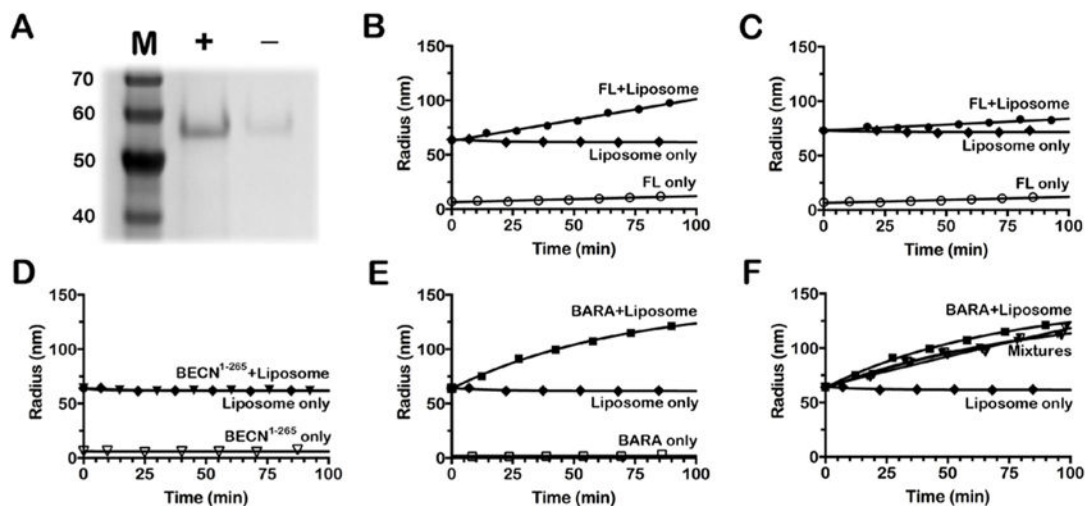 A
M + −
70
60
50
40
B
150
100
50
0
Radius (nm)
FL+Liposome
Liposome only
FL only
0 25 50 75 100
Time (min)
C
150
100
50
0
Radius (nm)
FL+Liposome
Liposome only
FL only
0 25 50 75 100
Time (min)
D
150
100
50
0
Radius (nm)
BECN¹⁻²⁶⁵+Liposome
Liposome only
BECN¹⁻²⁶⁵ only
0 25 50 75 100
Time (min)
E
150
100
50
0
Radius (nm)
BARA+Liposome
Liposome only
BARA only
0 25 50 75 100
Time (min)
F
150
100
50
0
Radius (nm)
BARA+Liposome
Mixtures
Liposome only
0 25 50 75 100
Time (min)